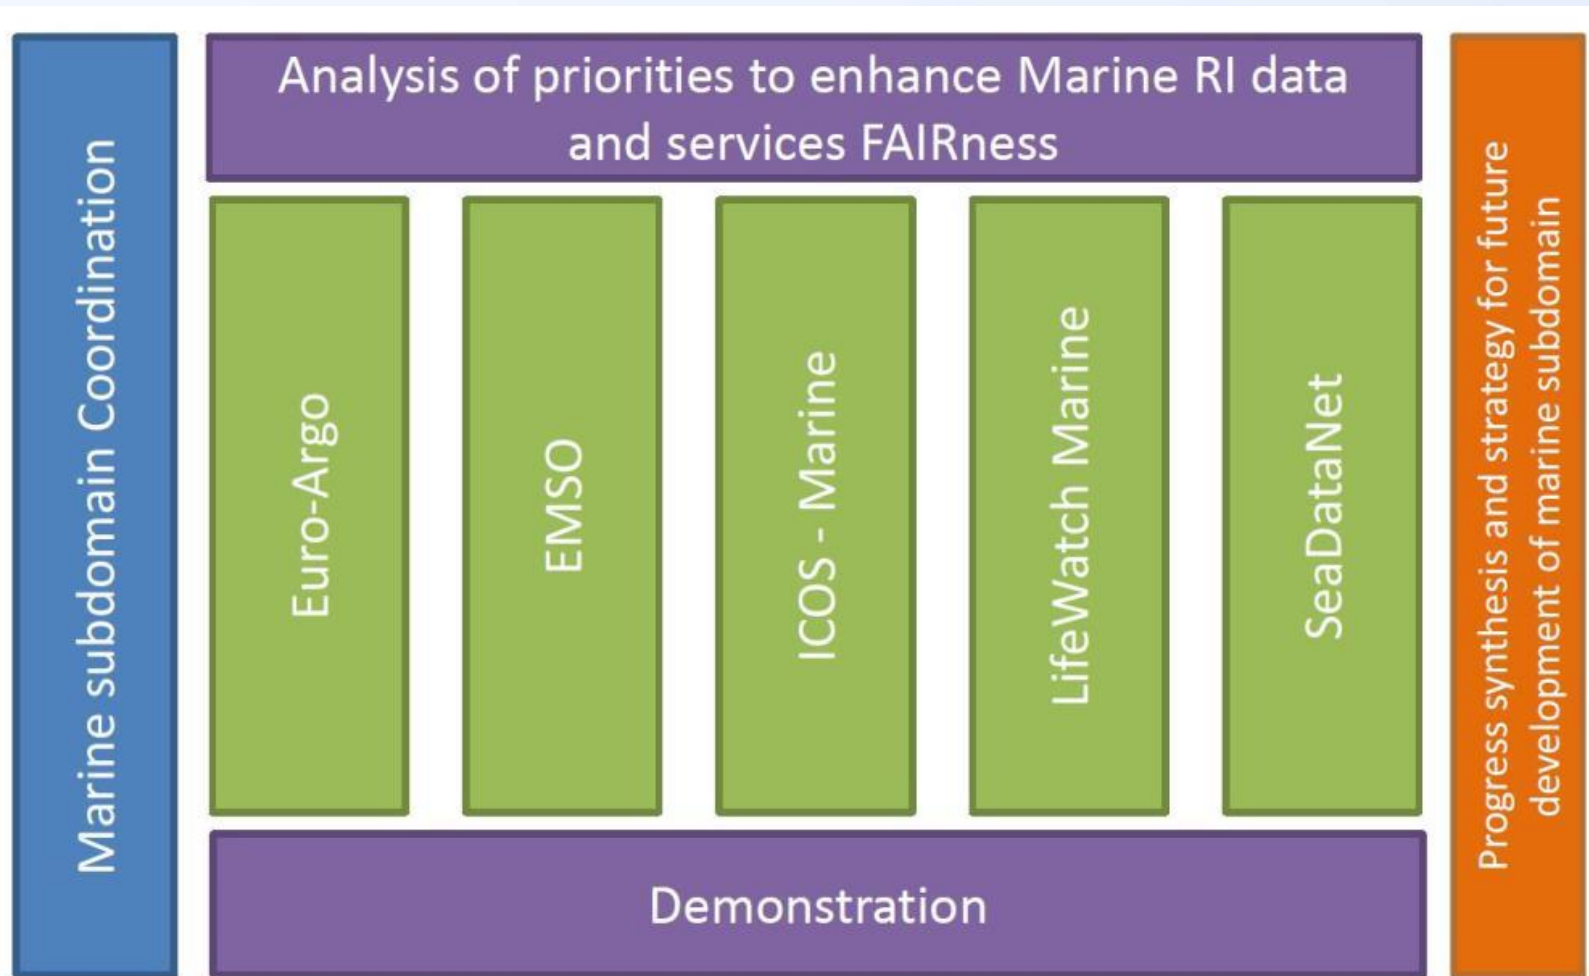 Marine subdomain Coordination
Analysis of priorities to enhance Marine RI data
and services FAIRness
Euro-Argo
EMSO
ICOS - Marine
LifeWatch Marine
SeaDataNet
Demonstration
Progress synthesis and strategy for future
development of marine subdomain